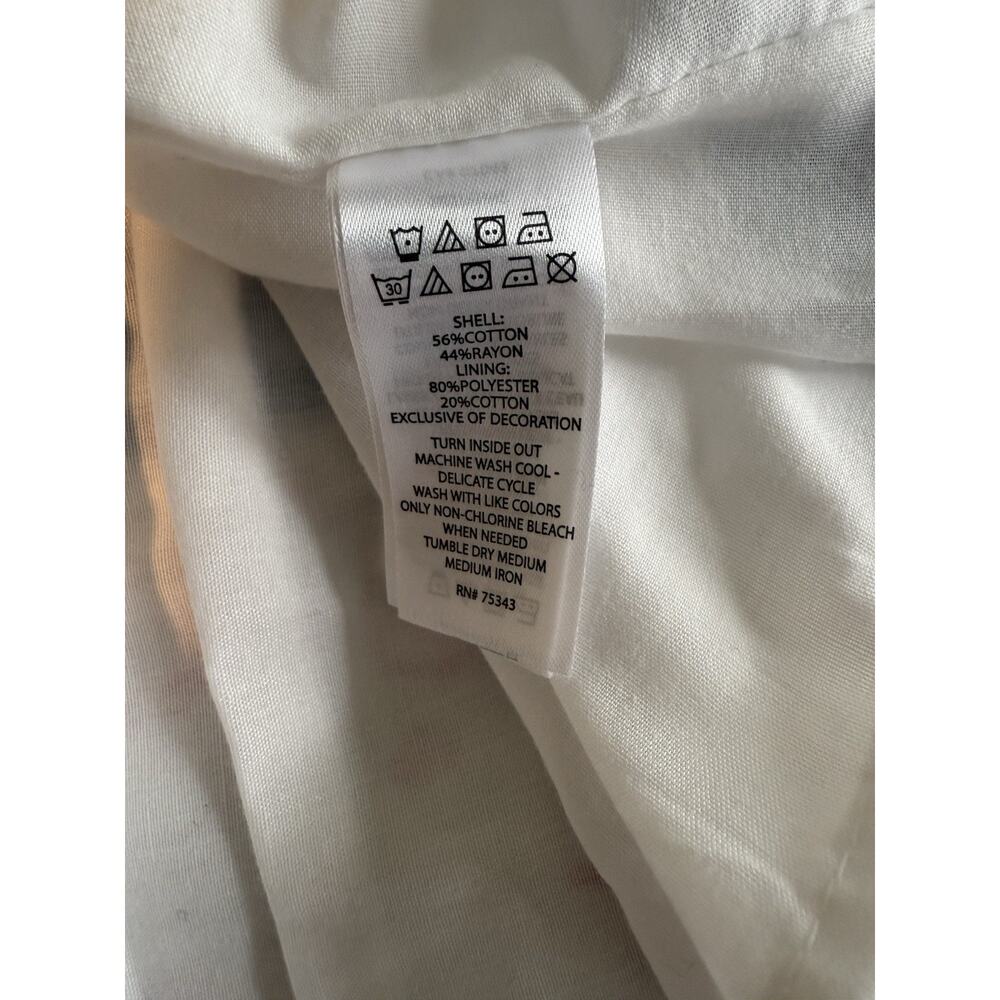 30
SHELL:
56%COTTON
44%RAYON
LINING:
80%POLYESTER
20%COTTON
EXCLUSIVE OF DECORATION
TURN INSIDE OUT
MACHINE WASH COOL -
DELICATE CYCLE
WASH WITH LIKE COLORS
ONLY NON-CHLORINE BLEACH
WHEN NEEDED
TUMBLE DRY MEDIUM
MEDIUM IRON
RN# 75343